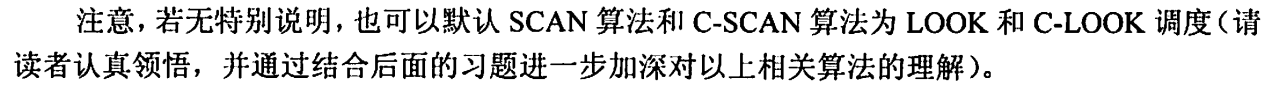 注意，若无特别说明，也可以默认 SCAN 算法和 C-SCAN 算法为 LOOK 和 C-LOOK 调度（请
读者认真领悟，并通过结合后面的习题进一步加深对以上相关算法的理解）。